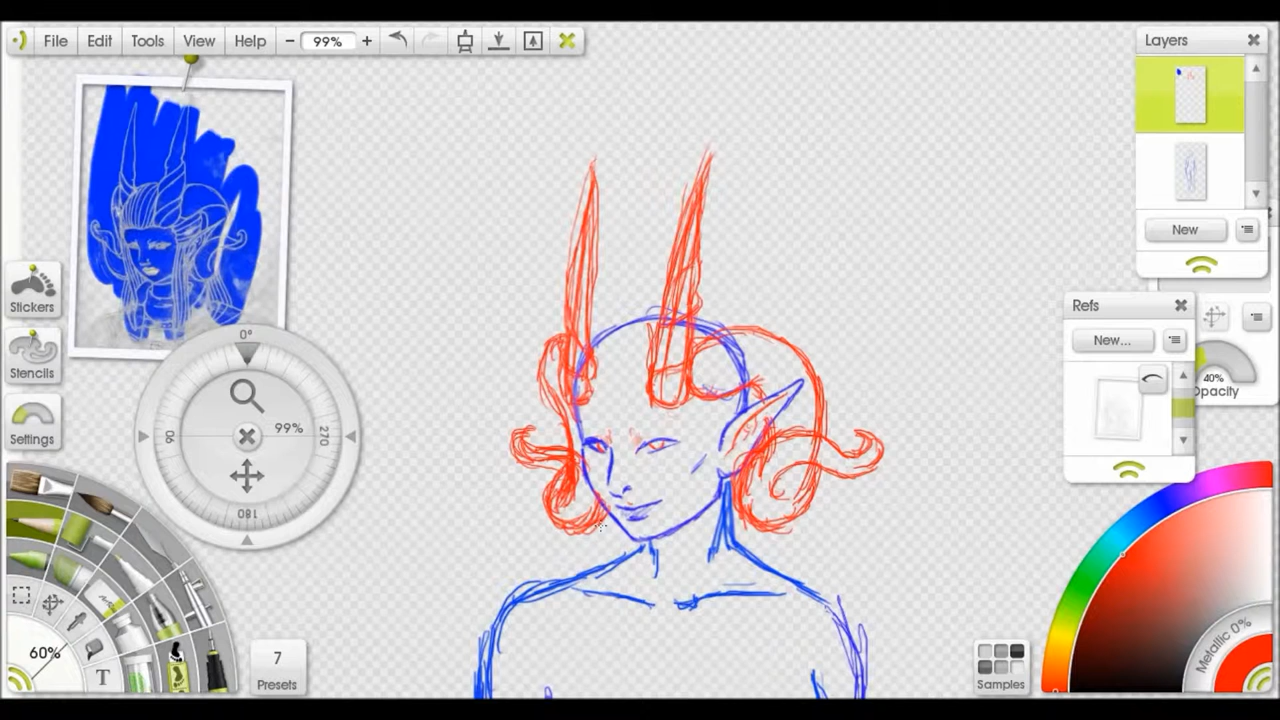 File Edit Tools View Help − 99% +
Layers
New
Refs
New...
40%
Opacity
Stickers
Stencils
Settings
0°
90
99%
270
180
60%
T
7
Presets
Samples
Metallic 0%